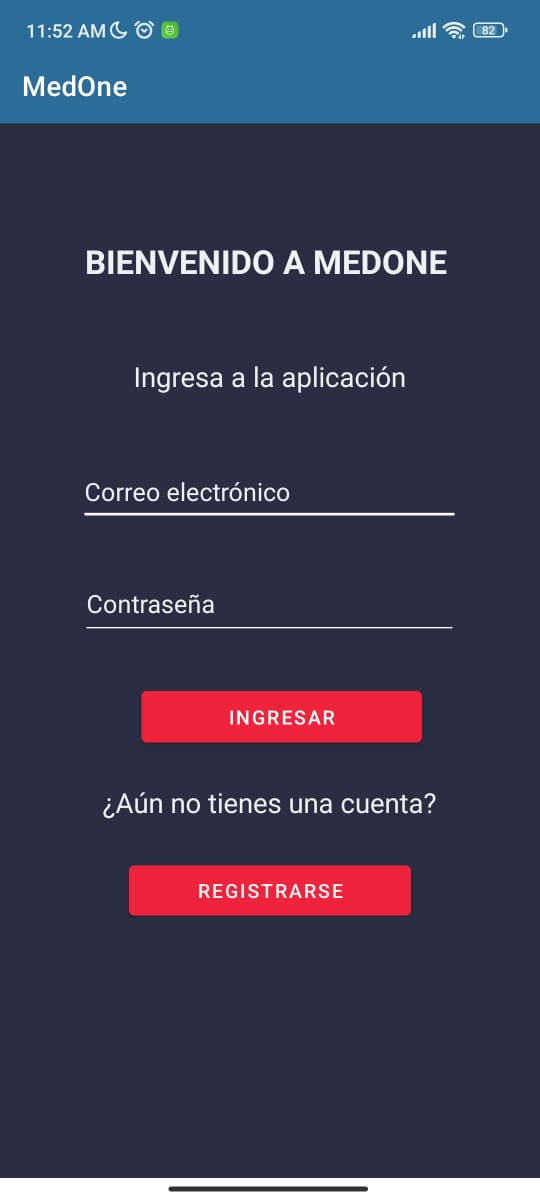 11:52 AM 82
MedOne
BIENVENIDO A MEDONE
Ingresa a la aplicación
Correo electrónico
Contraseña
INGRESAR
¿Aún no tienes una cuenta?
REGISTRARSE